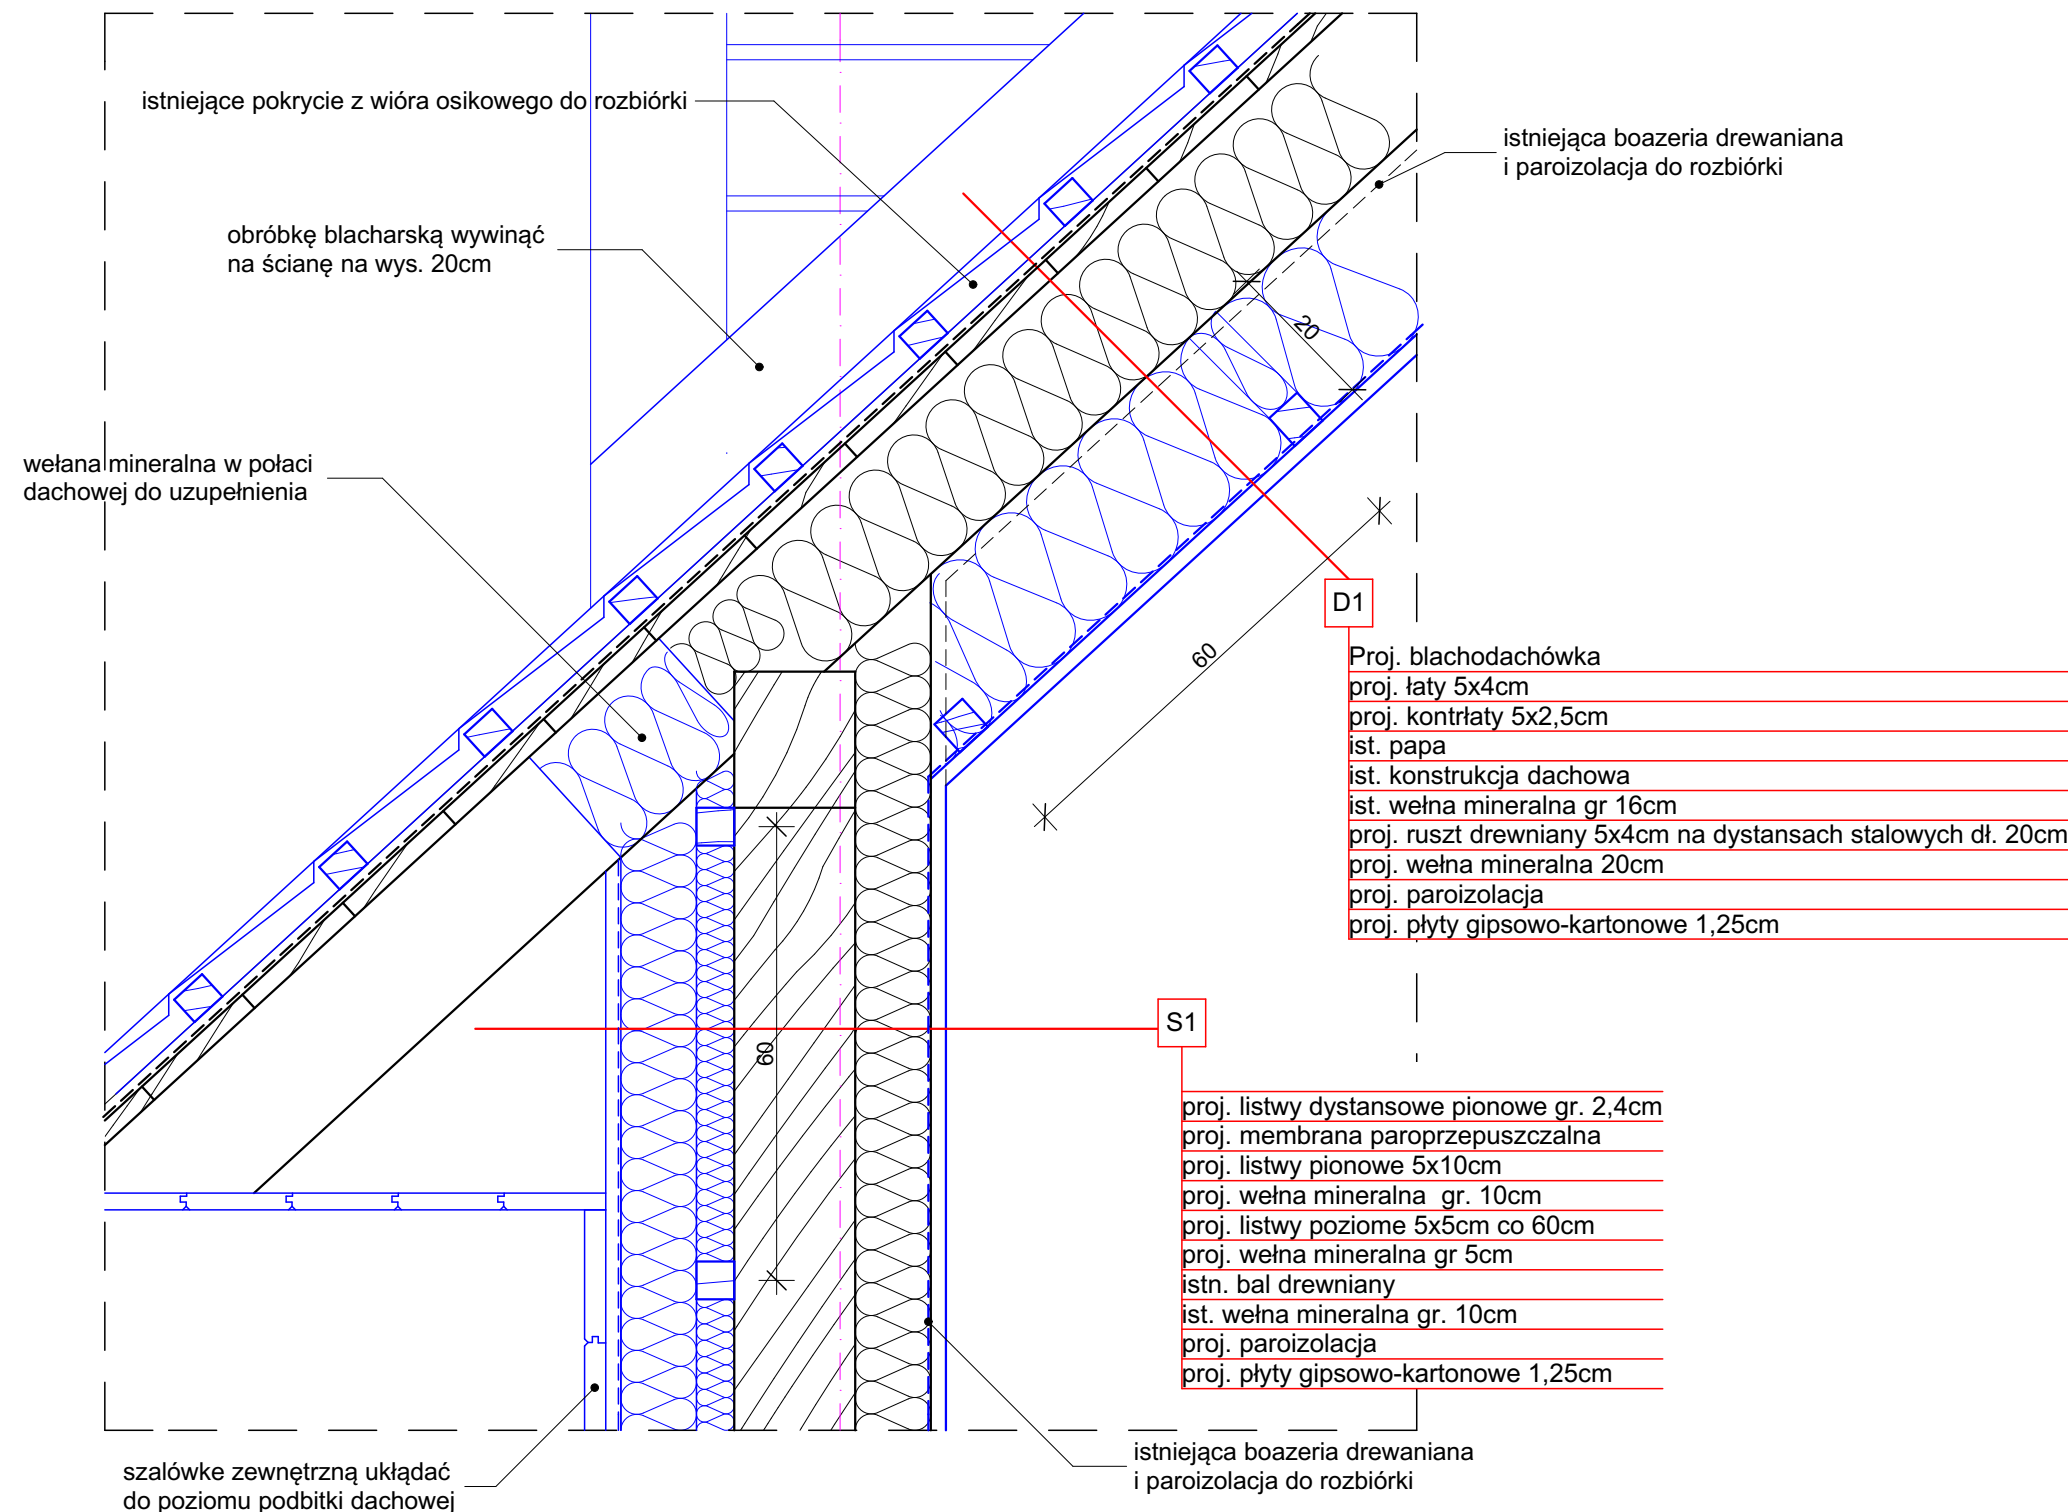 istniejące pokrycie z wióra osikowego do rozbiórki
istniejąca boazeria drewaniana
i paroizolacja do rozbiórki
obróbkę blacharską wywinąć
na ścianę na wys. 20cm
20
wełana mineralna w połaci
dachowej do uzupełnienia
60
D1
Proj. blachodachówka
proj. łaty 5x4cm
proj. kontrłaty 5x2,5cm
ist. papa
ist. konstrukcja dachowa
ist. wełna mineralna gr 16cm
proj. ruszt drewniany 5x4cm na dystansach stalowych dł. 20cm
proj. wełna mineralna 20cm
proj. paroizolacja
proj. płyty gipsowo-kartonowe 1,25cm
60
S1
proj. listwy dystansowe pionowe gr. 2,4cm
proj. membrana paroprzepuszczalna
proj. listwy pionowe 5x10cm
proj. wełna mineralna  gr. 10cm
proj. listwy poziome 5x5cm co 60cm
proj. wełna mineralna gr 5cm
istn. bal drewniany
ist. wełna mineralna gr. 10cm
proj. paroizolacja
proj. płyty gipsowo-kartonowe 1,25cm
istniejąca boazeria drewaniana
i paroizolacja do rozbiórki
szalówke zewnętrzną ukłądać
do poziomu podbitki dachowej